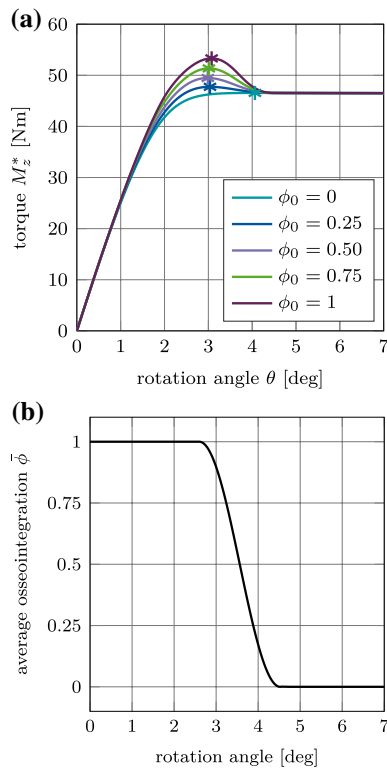 (a)
torque M*z [Nm]
60
50
40
30
20
10
0
ϕ0 = 0
ϕ0 = 0.25
ϕ0 = 0.50
ϕ0 = 0.75
ϕ0 = 1
0 1 2 3 4 5 6 7
rotation angle θ [deg]
(b)
average osseointegration ϕ̄
1
0.75
0.5
0.25
0
0 1 2 3 4 5 6 7
rotation angle [deg]